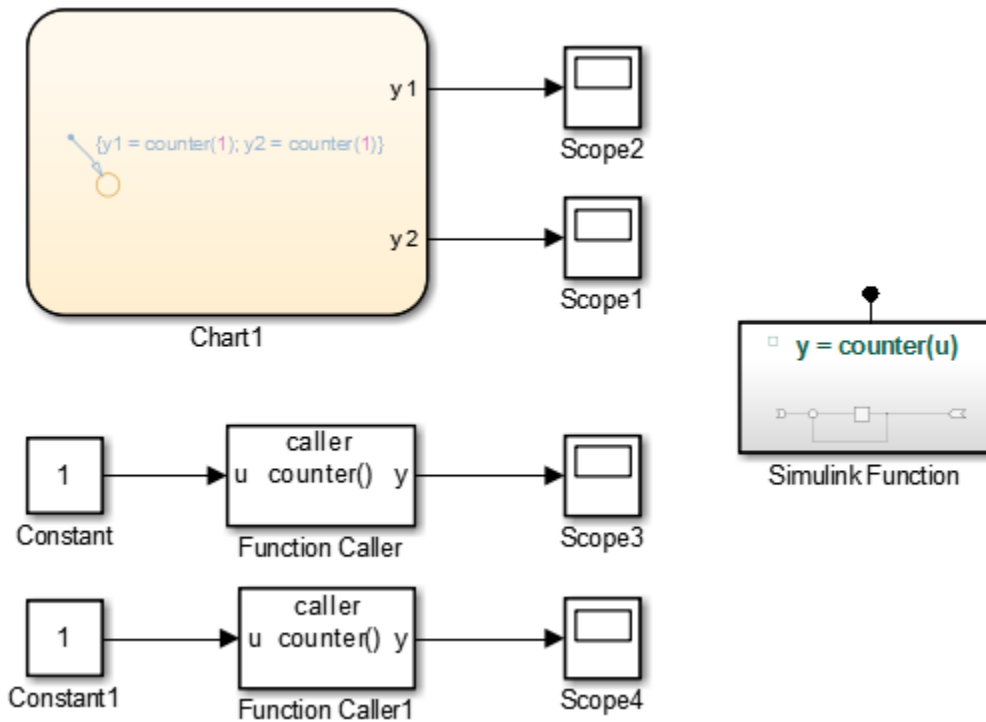 y1
{y1 = counter(1); y2 = counter(1)}
Scope2
y2
Scope1
Chart1
y = counter(u)
Simulink Function
1
caller
u counter() y
Constant
Function Caller
Scope3
1
caller
u counter() y
Constant1
Function Caller1
Scope4